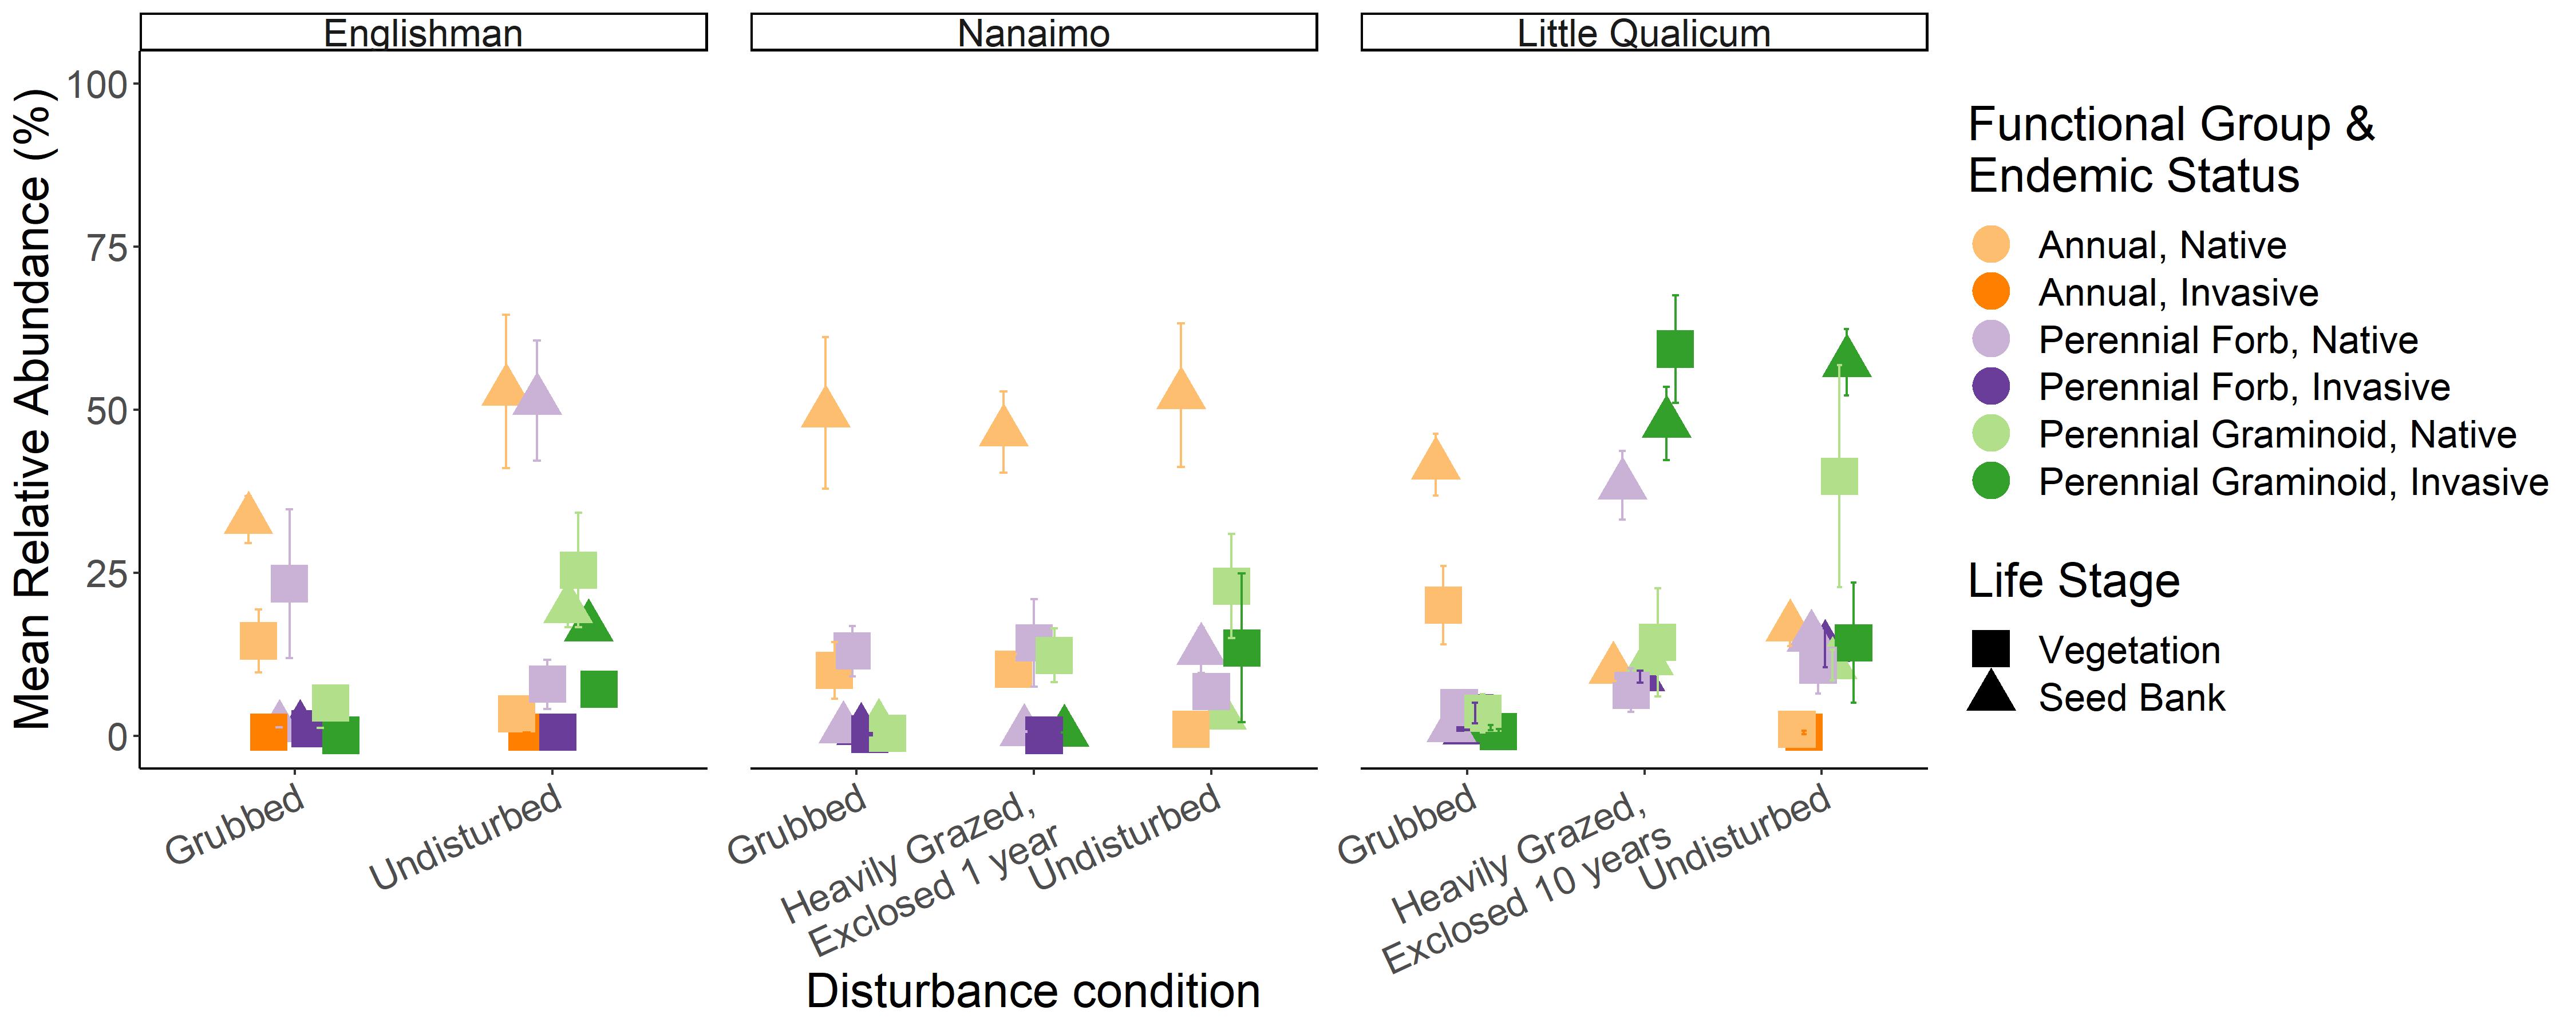 Englishman
Nanaimo
Little Qualicum
Mean Relative Abundance (%)
100
75
50
25
0
Grubbed
Undisturbed
Grubbed
Heavily Grazed,
Exclosed 1 year
Undisturbed
Grubbed
Heavily Grazed,
Exclosed 10 years
Undisturbed
Disturbance condition
Functional Group &
Endemic Status
Annual, Native
Annual, Invasive
Perennial Forb, Native
Perennial Forb, Invasive
Perennial Graminoid, Native
Perennial Graminoid, Invasive
Life Stage
Vegetation
Seed Bank